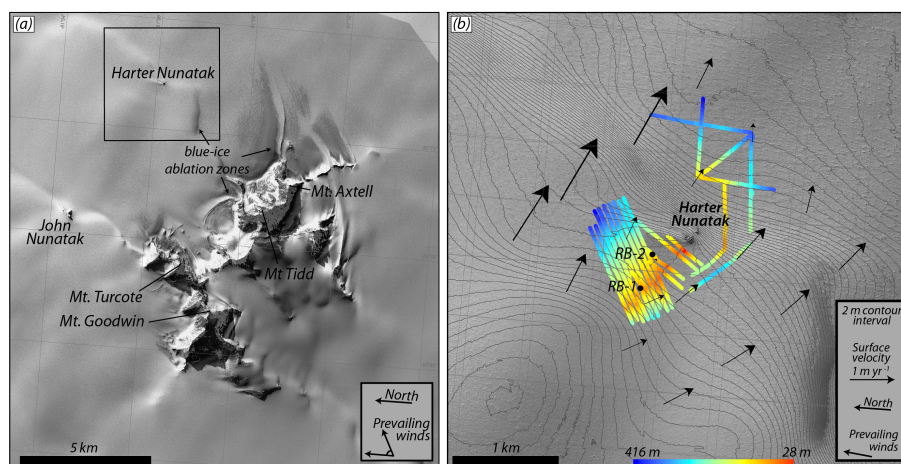 (a)
Harter Nunatak
blue-ice
ablation zones
Mt. Axtell
John
Nunatak
Mt Tidd
Mt. Turcote
Mt. Goodwin
North
Prevailing
winds
5 km
(b)
Harter
Nunatak
RB-2
RB-1
2 m contour
interval
Surface
velocity
1 m yr⁻¹
North
Prevailing
winds
1 km
416 m
28 m